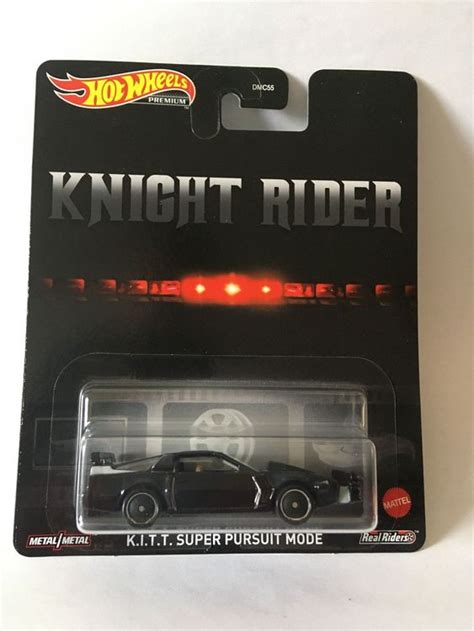 Hot Wheels
PREMIUM
DMC55
KNIGHT RIDER
MATTEL
K.I.T.T. SUPER PURSUIT MODE
METAL/METAL
Real Riders